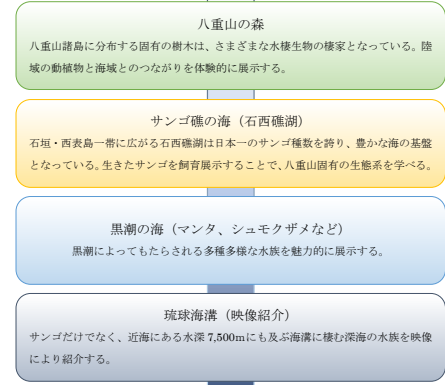 八重山の森
八重山諸島に分布する固有の樹木は、さまざまな水棲生物の棲家となっている。陸
域の動植物と海域とのつながりを体験的に展示する。
サンゴ礁の海（石西礁湖）
石垣・西表島一帯に広がる石西礁湖は日本一のサンゴ種数を誇り、豊かな海の基盤
となっている。生きたサンゴを飼育展示することで、八重山固有の生態系を学べる。
黒潮の海（マンタ、シュモクザメなど）
黒潮によってもたらされる多種多様な水族を魅力的に展示する。
琉球海溝（映像紹介）
サンゴだけでなく、近海にある水深 7,500mにも及ぶ海溝に棲む深海の水族を映像
により紹介する。